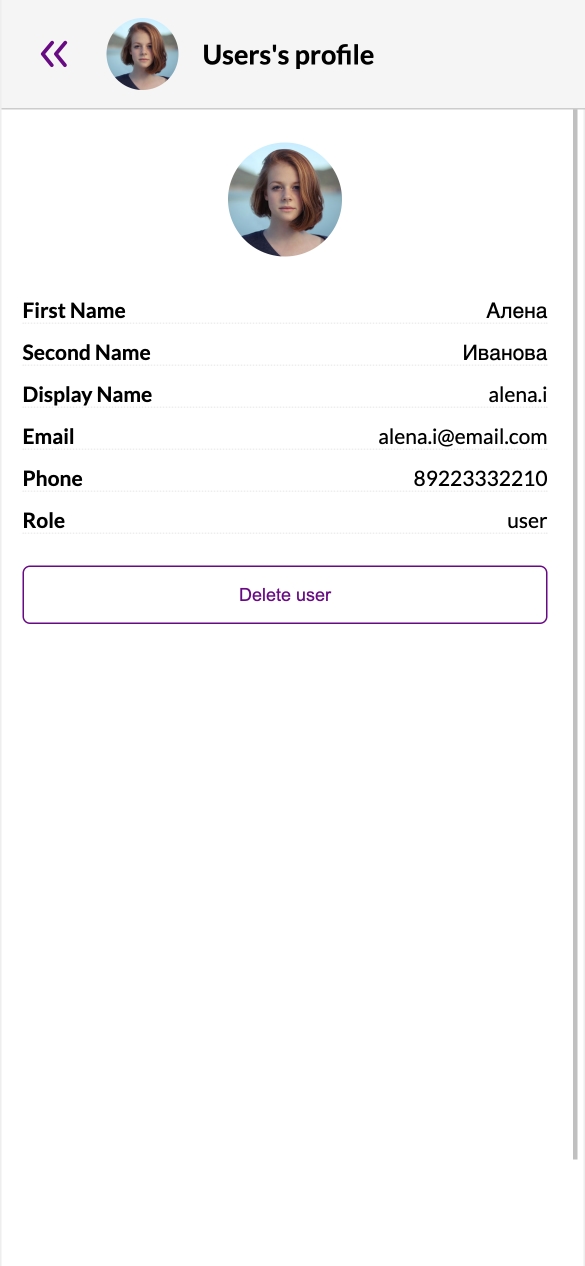 Users's profile
First Name Алена
Second Name Иванова
Display Name alena.i
Email alena.i@email.com
Phone 89223332210
Role user
Delete user